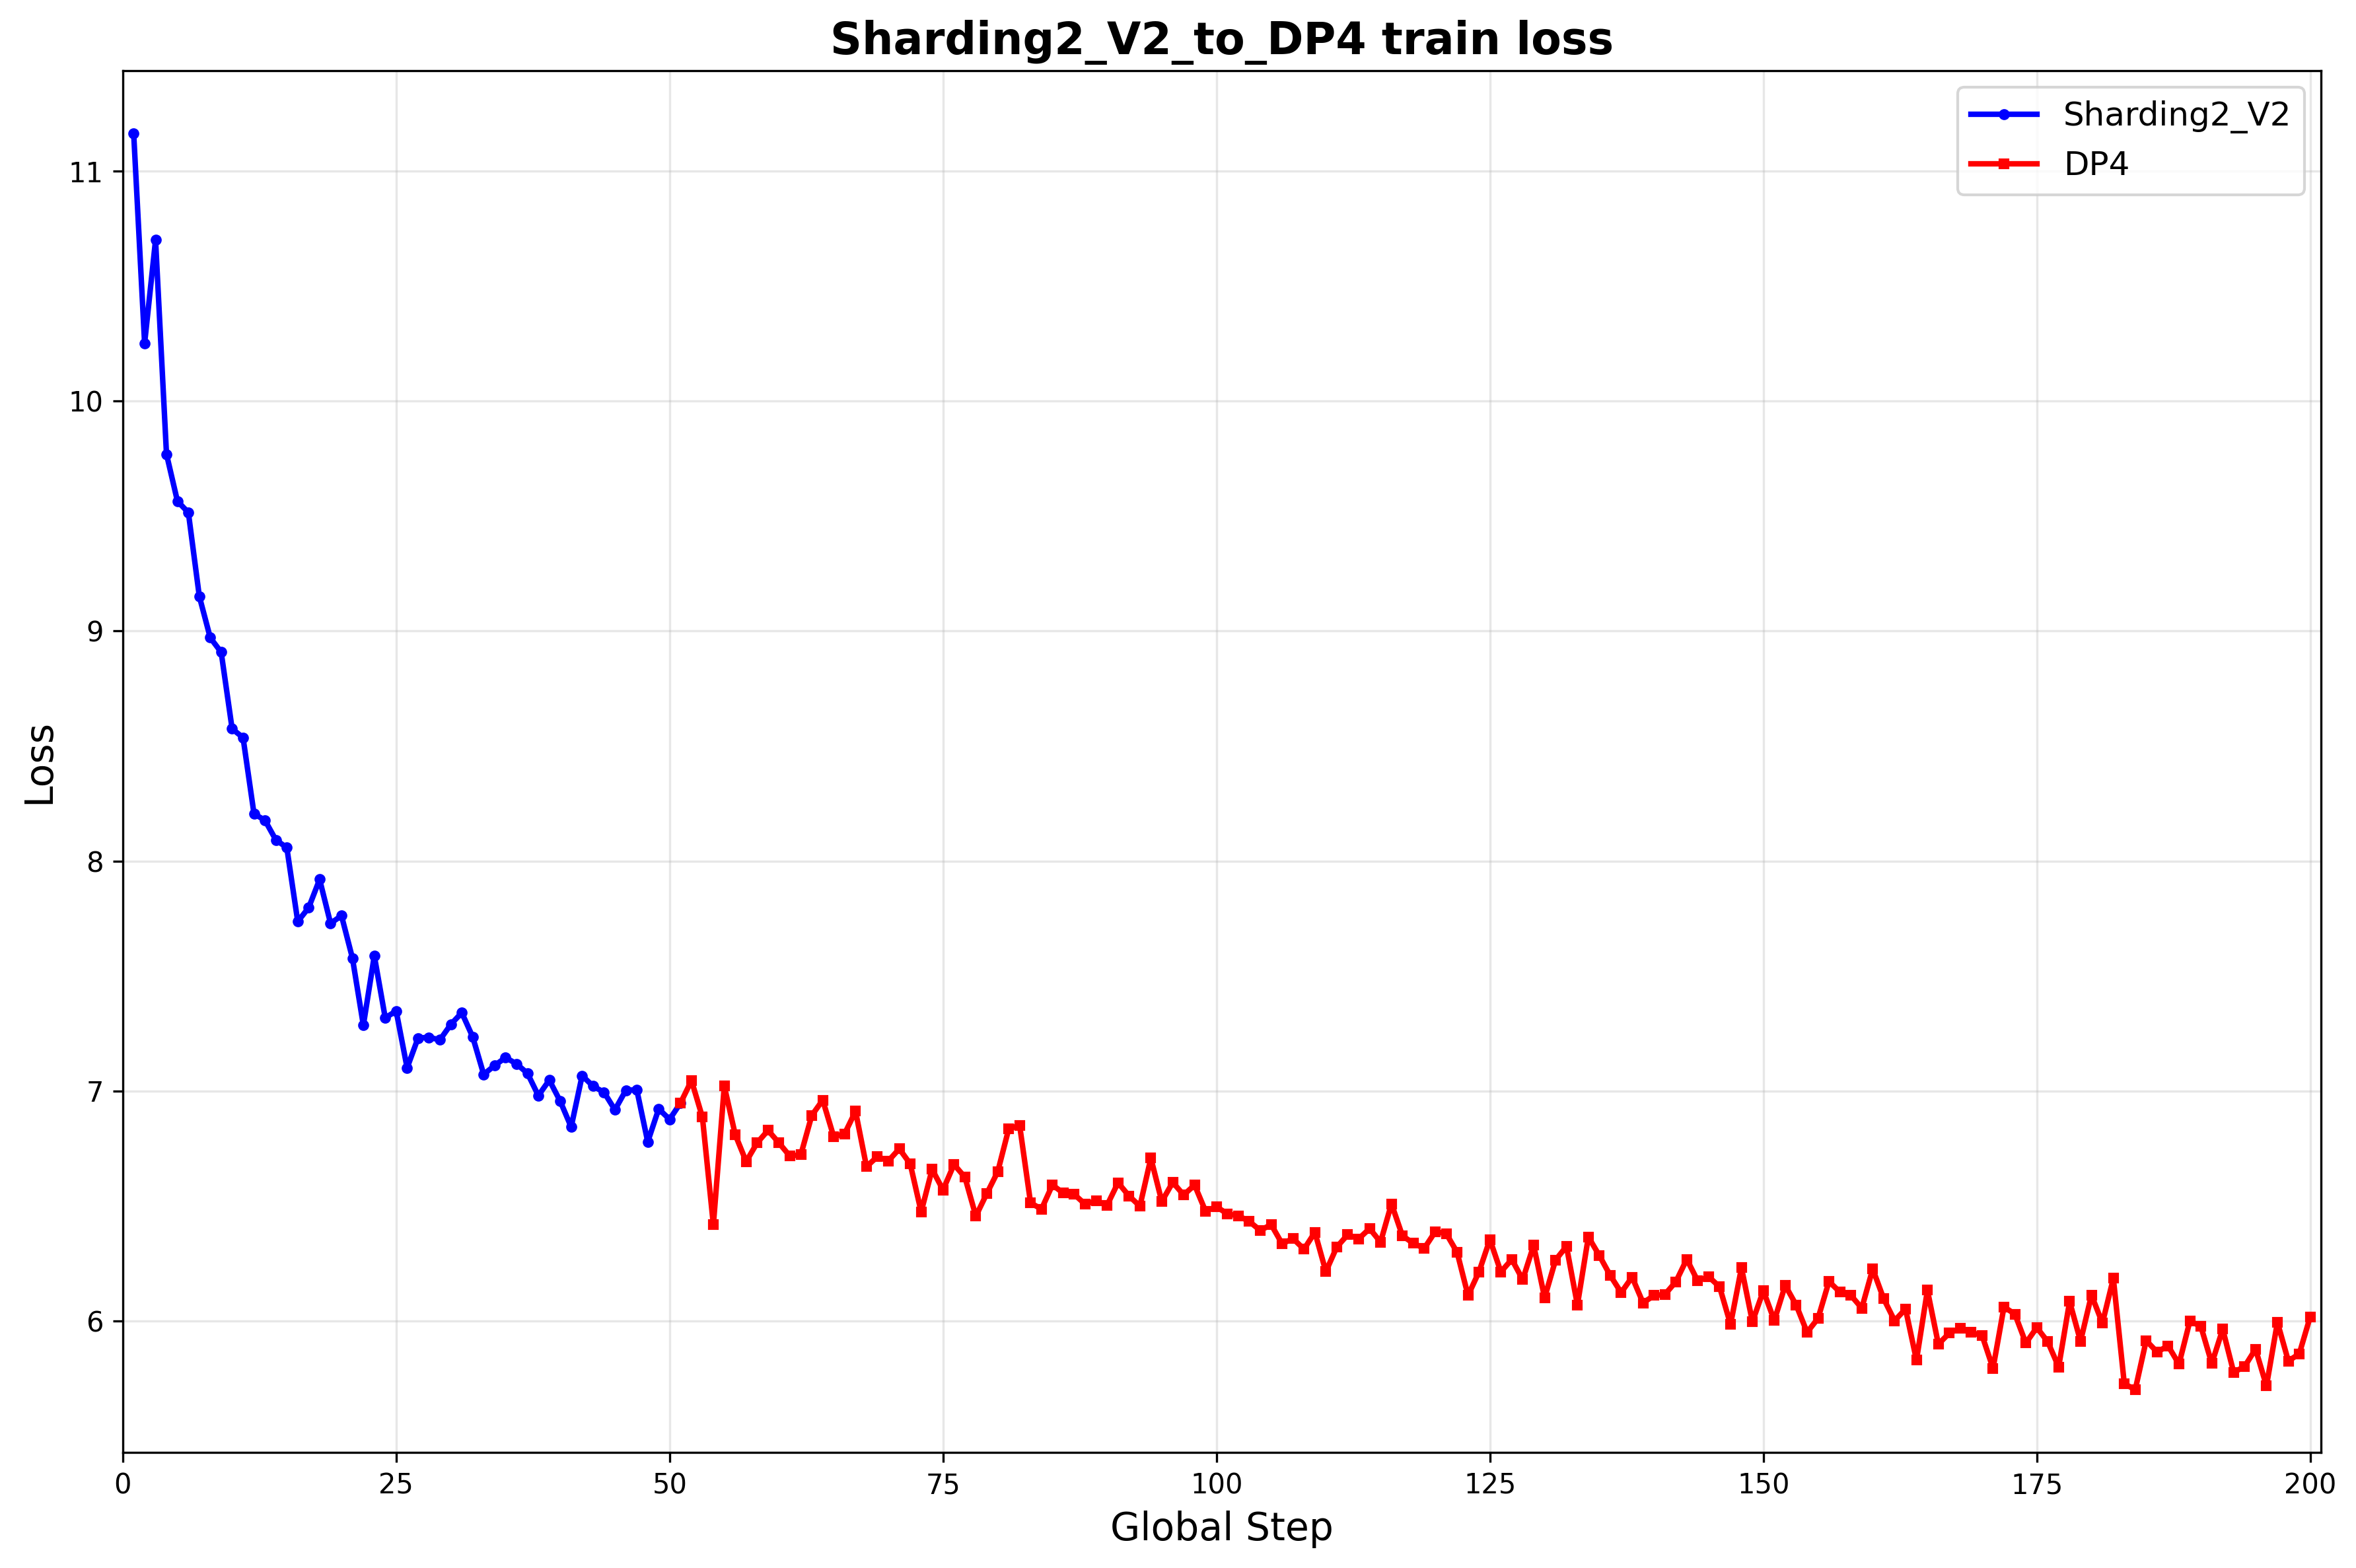 Sharding2_V2_to_DP4 train loss
Sharding2_V2
DP4
11
10
9
8
7
6
Loss
0 25 50 75 100 125 150 175 200
Global Step